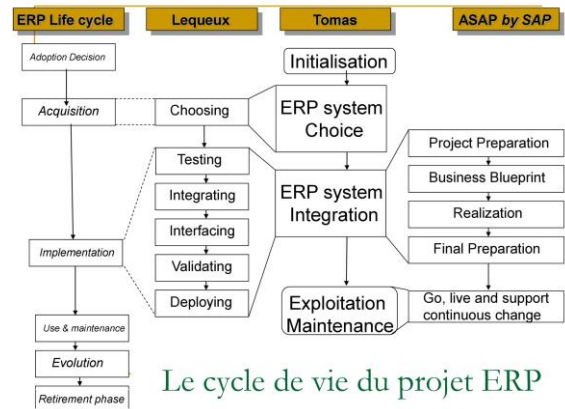 ERP Life cycle
Lequeux
Tomas
ASAP by SAP
Adoption Decision
Initialisation
Acquisition
Choosing
ERP system
Choice
Testing
Integrating
Interfacing
Validating
Deploying
ERP system
Integration
Project Preparation
Business Blueprint
Realization
Final Preparation
Implementation
Exploitation
Maintenance
Go, live and support
continuous change
Use & maintenance
Evolution
Retirement phase
Le cycle de vie du projet ERP